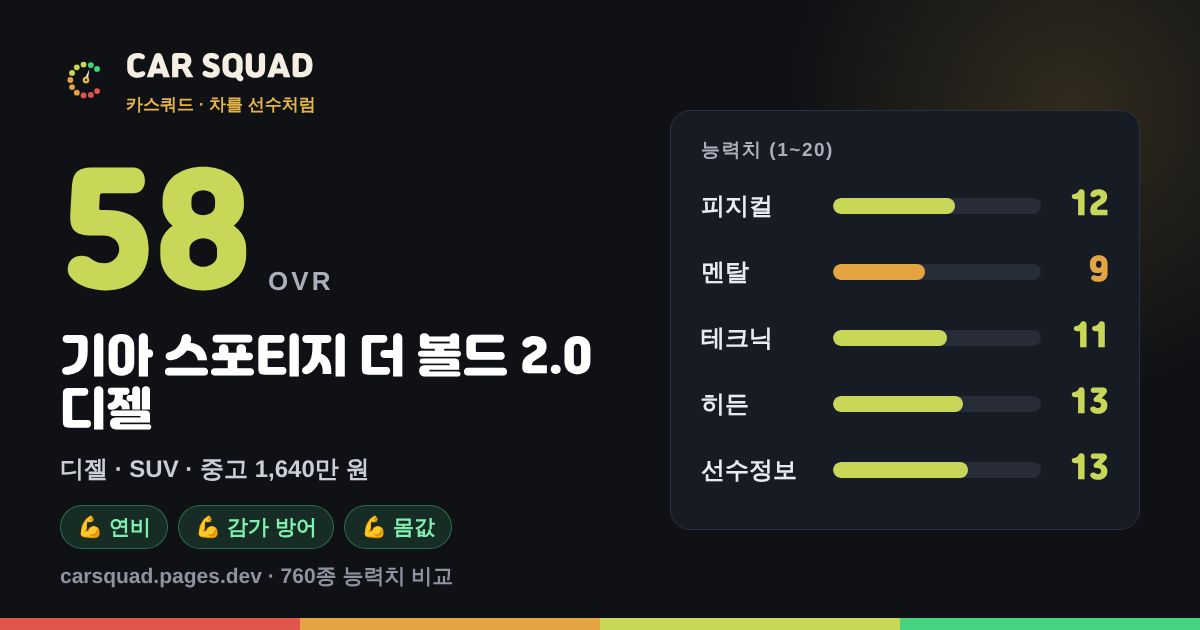 CAR SQUAD
카스쿼드 · 차를 선수처럼
58 OVR
기아 스포티지 더 볼드 2.0
디젤
디젤 · SUV · 중고 1,640만 원
💪 연비 💪 감가 방어 💪 몸값
carsquad.pages.dev · 760종 능력치 비교
능력치 (1~20)
피지컬 12
멘탈 9
테크닉 11
히든 13
선수정보 13